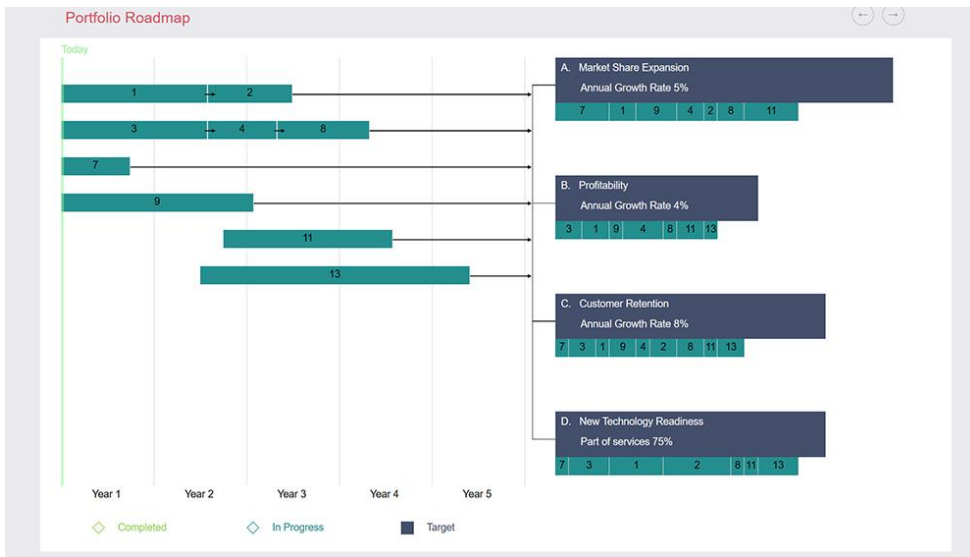 Portfolio Roadmap
Today
1 2
3 4 8
7
9
11
13
A. Market Share Expansion
Annual Growth Rate 5%
7 1 9 4 2 8 11
B. Profitability
Annual Growth Rate 4%
3 1 9 4 8 11 13
C. Customer Retention
Annual Growth Rate 8%
7 3 1 9 4 2 8 11 13
D. New Technology Readiness
Part of services 75%
7 3 1 2 8 11 13
Year 1 Year 2 Year 3 Year 4 Year 5
Completed In Progress Target